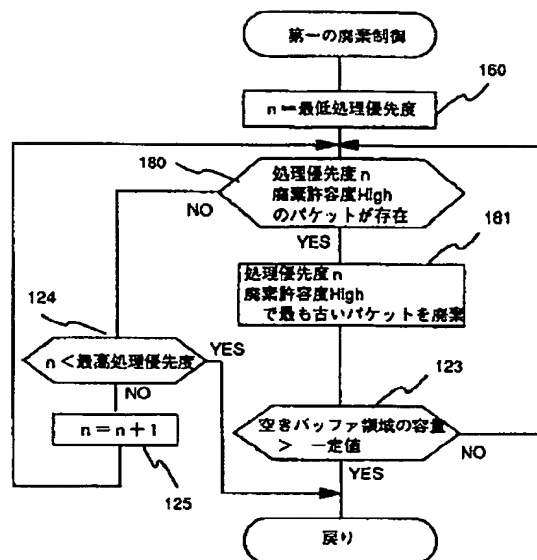 第一の廃棄制御
160
n=最低処理優先度
180
処理優先度 n
廃棄許容度High
のパケットが存在
NO
YES
181
処理優先度 n
廃棄許容度High
で最も古いパケットを廃棄
124
n<最高処理優先度
YES
NO
123
n=n+1
125
空きバッファ領域の容量
> 一定値
NO
YES
戻り